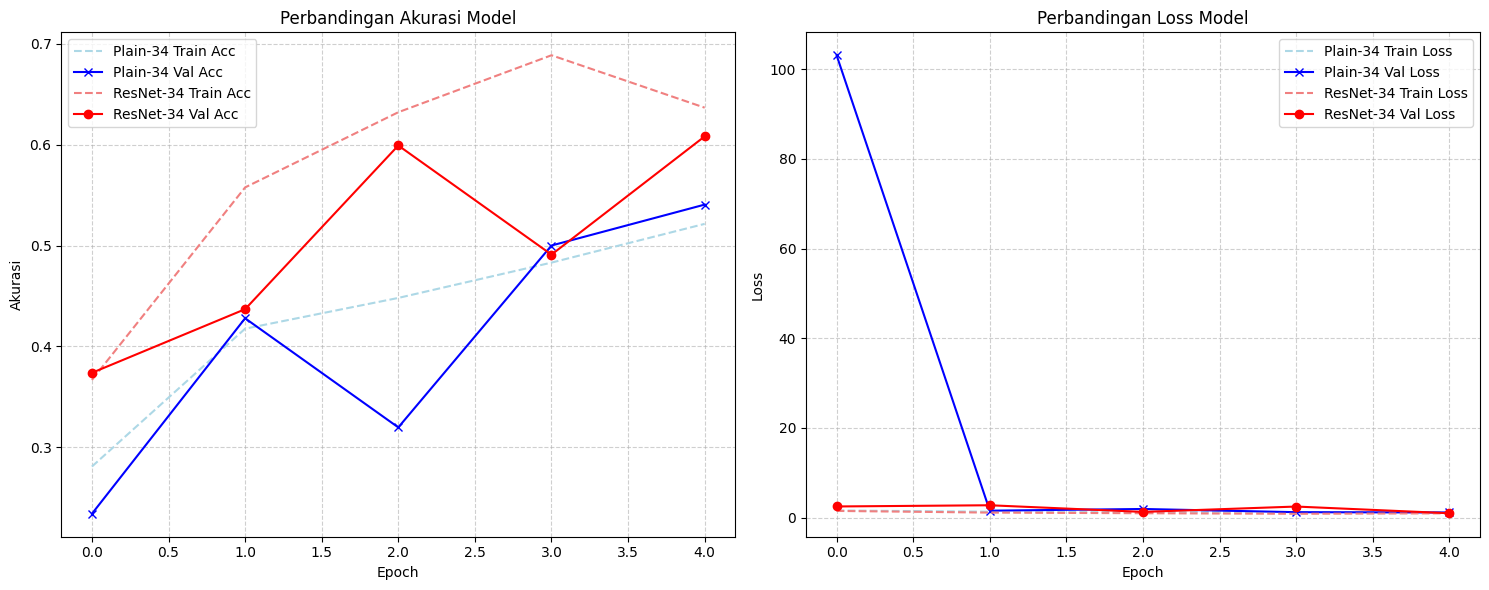 Perbandingan Akurasi Model
Plain-34 Train Acc
Plain-34 Val Acc
ResNet-34 Train Acc
ResNet-34 Val Acc
0.7
0.6
0.5
0.4
0.3
Akurasi
0.0 0.5 1.0 1.5 2.0 2.5 3.0 3.5 4.0
Epoch
Perbandingan Loss Model
Plain-34 Train Loss
Plain-34 Val Loss
ResNet-34 Train Loss
ResNet-34 Val Loss
100
80
60
40
20
0
Loss
0.0 0.5 1.0 1.5 2.0 2.5 3.0 3.5 4.0
Epoch